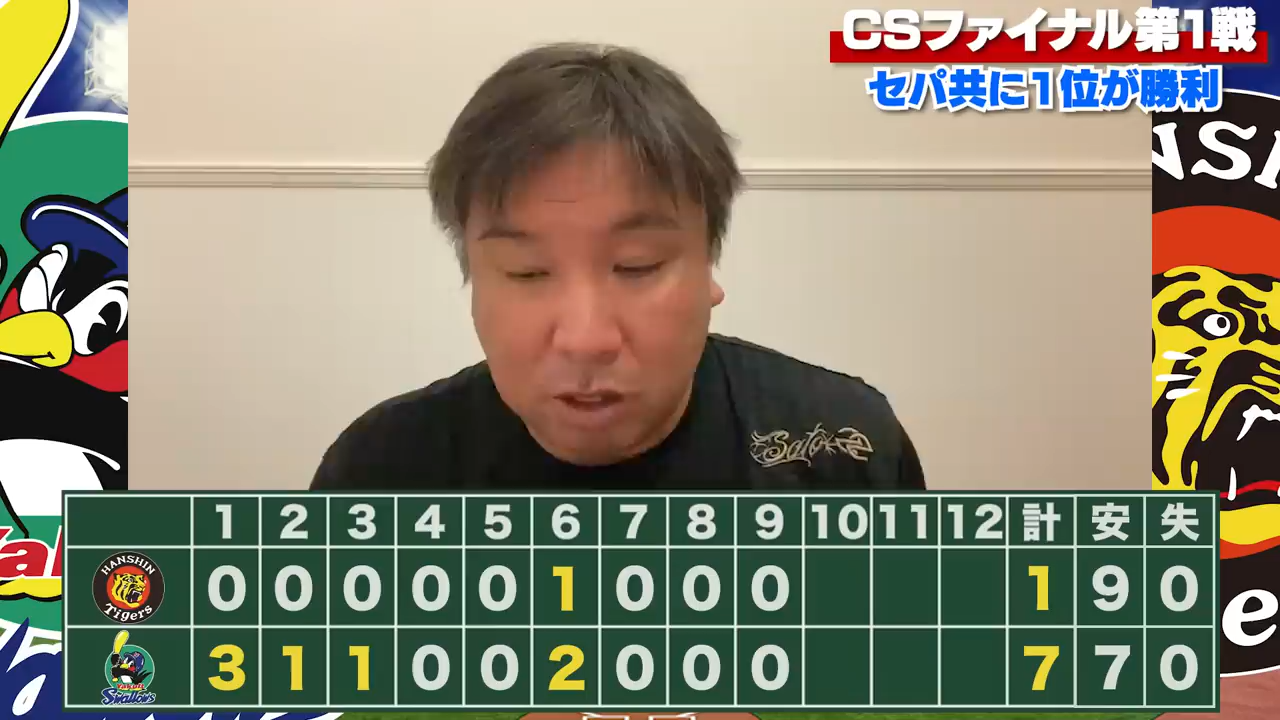 CSファイナル第1戦
セパ共に1位が勝利
NSH
Sato
1 2 3 4 5 6 7 8 9 10 11 12 計 安 失
HANSHIN Tigers 0 0 0 0 0 1 0 0 0 1 9 0
Yakult Swallows 3 1 1 0 0 2 0 0 0 7 7 0